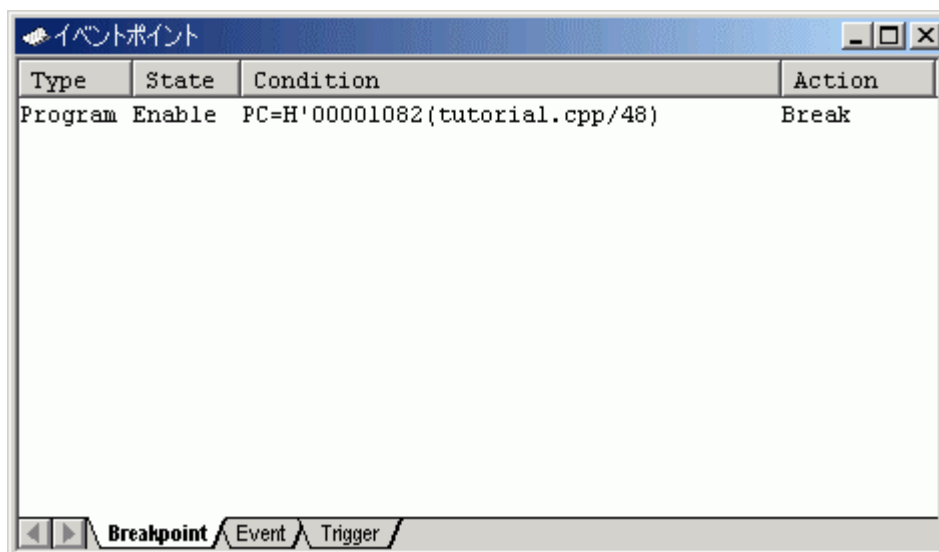 イベントポイント
Type State Condition Action
Program Enable PC=H'00001082(tutorial.cpp/48) Break
Breakpoint Event Trigger